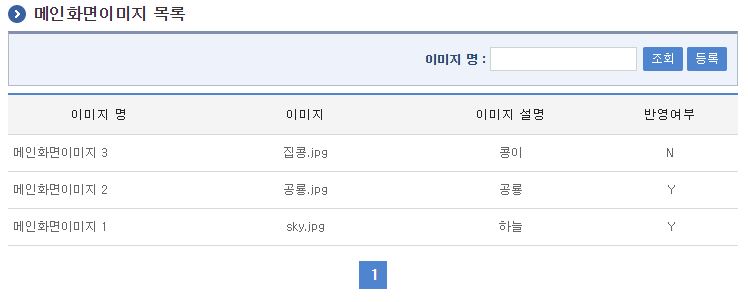 메인화면이미지 목록
이미지 명 : 조회 등록
이미지 명 이미지 이미지 설명 반영여부
메인화면이미지 3 집콩.jpg 콩이 N
메인화면이미지 2 공룡.jpg 공룡 Y
메인화면이미지 1 sky.jpg 하늘 Y
1